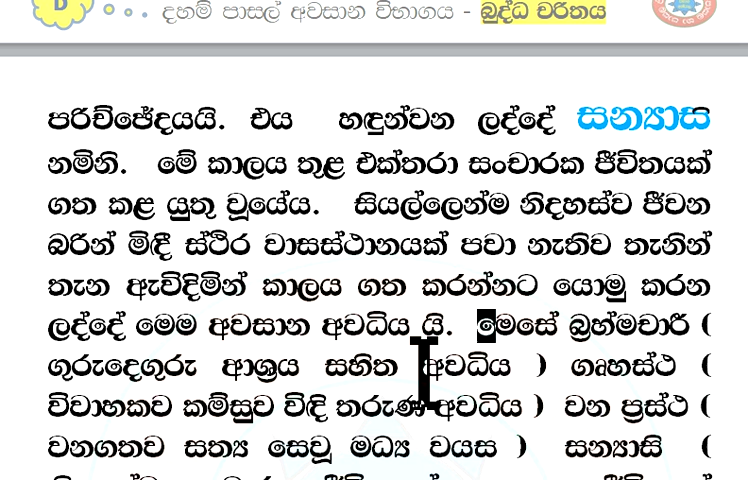 දහම් පාසල් අවසාන විභාගය - බුද්ධ චරිතය
පරිච්ඡේදයයි. එය හඳුන්වන ලද්දේ සන්‍යාසි
නමිනි. මේ කාලය තුළ එක්තරා සංචාරක ජීවිතයක්
ගත කළ යුතු වූයේය. සියල්ලෙන්ම නිදහස්ව ජීවන
බරින් මිඳී ස්ථිර වාසස්ථානයක් පවා නැතිව තැනින්
තැන ඇවිදිමින් කාලය ගත කරන්නට යොමු කරන
ලද්දේ මෙම අවසාන අවධිය යි. මෙසේ බ්‍රහ්මචාරී (
ගුරුදෙගුරු ආශ්‍රය සහිත අවධිය ) ගෘහස්ථ (
විවාහකව කම්සුව විඳි තරුණ අවධිය ) වන ප්‍රස්ථ (
වනගතව සත්‍ය සෙවූ මධ්‍ය වයස ) සන්‍යාසි (